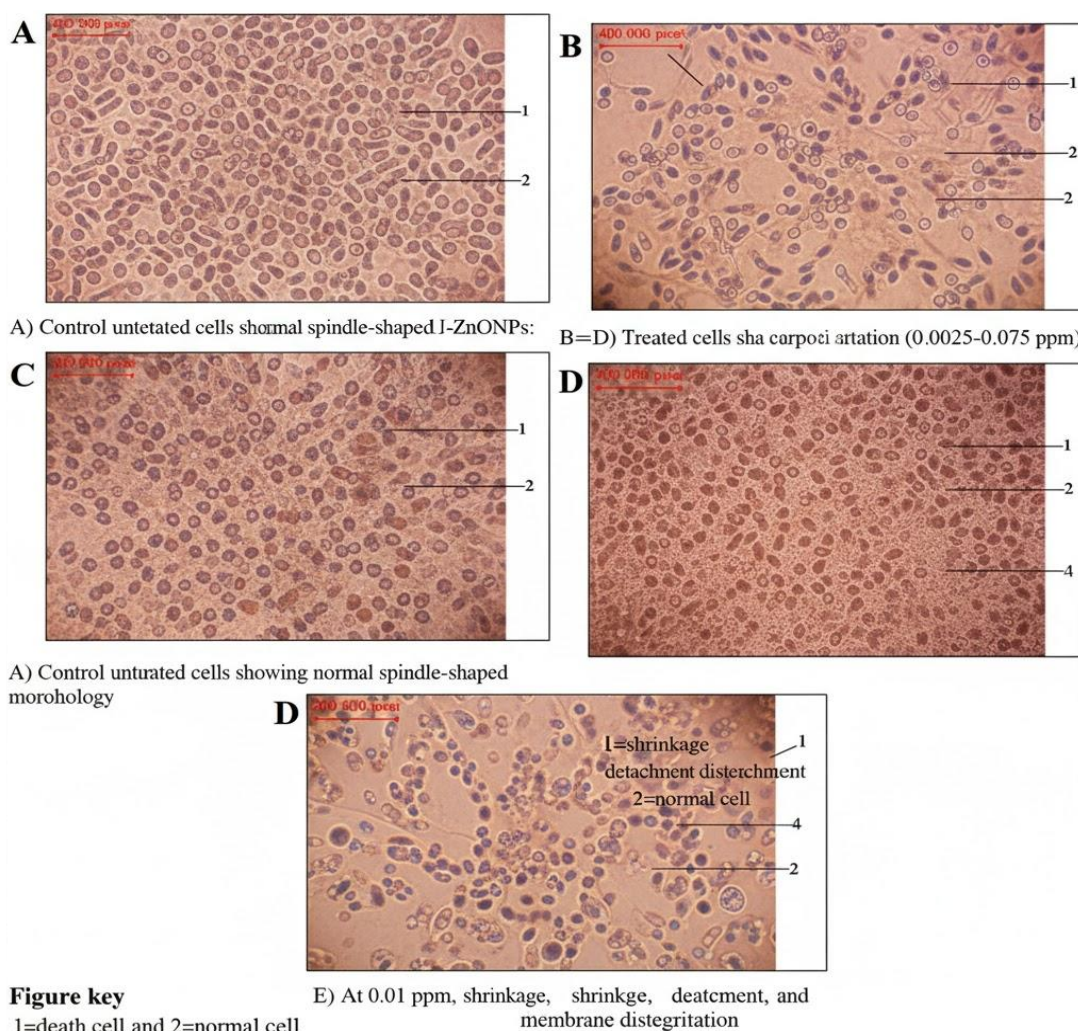 A
B
1
2
1
2
2
A) Control untetated cells shormal spindle-shaped I-ZnONPs:
B=D) Treated cells sha carpoci artation (0.0025-0.075 ppm)
C
D
1
2
1
2
4
A) Control unturated cells showing normal spindle-shaped
morohology
D
1=shrinkage
detachment disterchment
2=normal cell
1
4
2
Figure key
1=death cell and 2=normal cell
E) At 0.01 ppm, shrinkage, shrinkge, deatcment, and
membrane distegritation